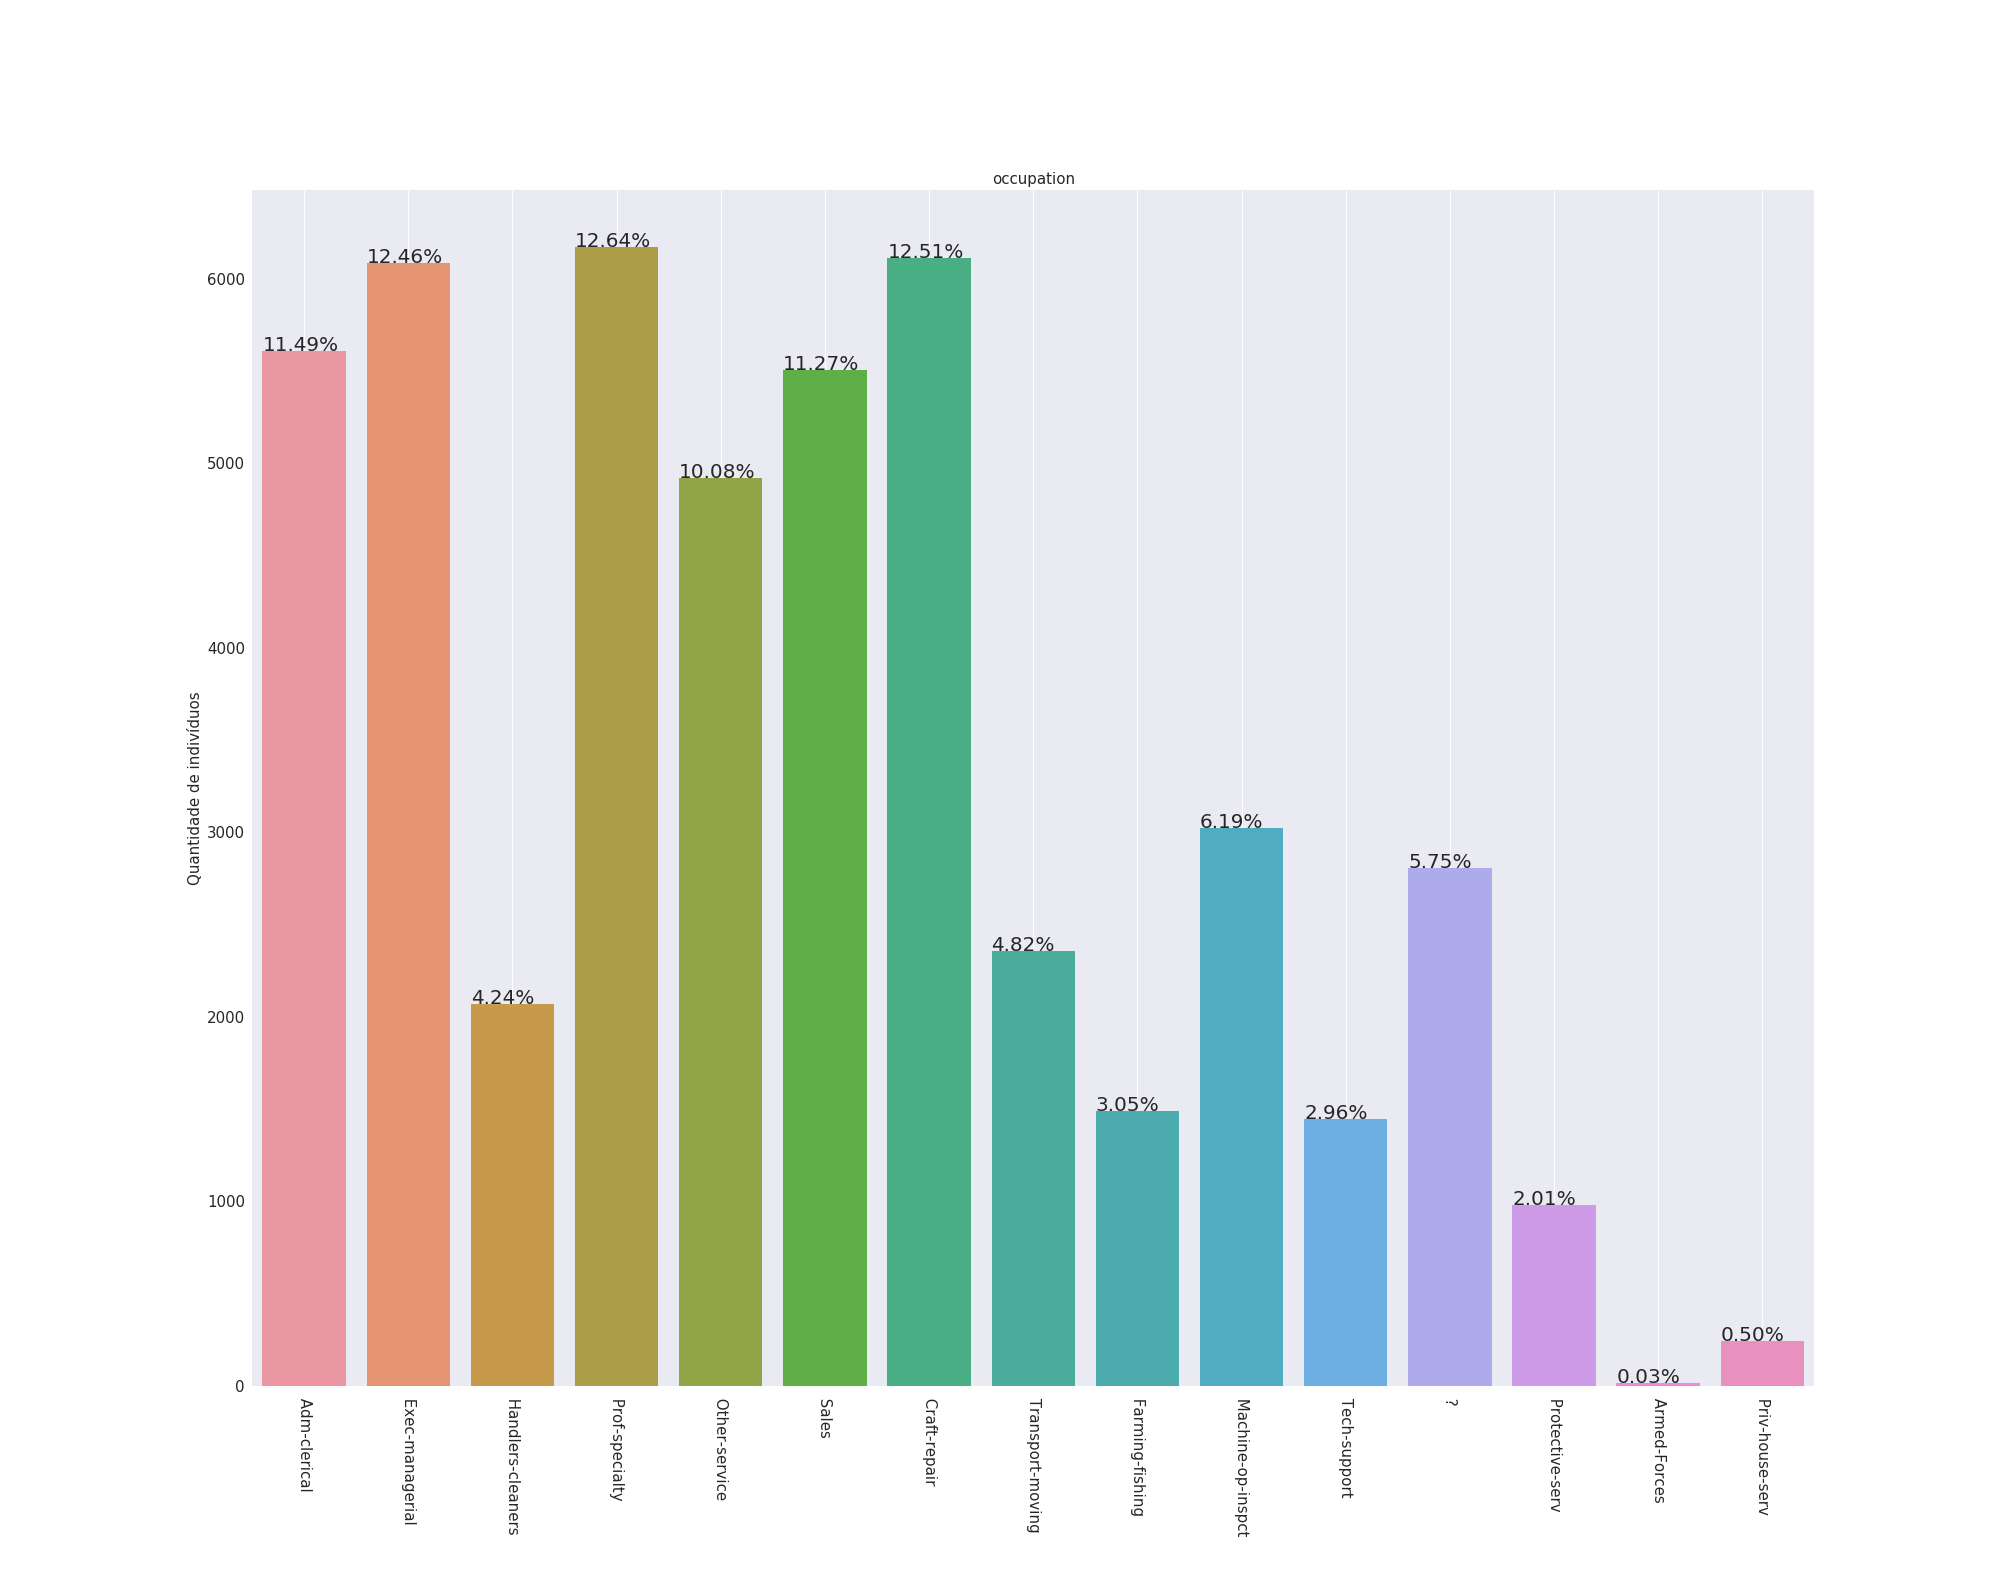 occupation
12.64%
12.51%
12.46%
11.49%
11.27%
10.08%
6.19%
5.75%
4.82%
4.24%
3.05%
2.96%
2.01%
0.50%
0.03%
6000
5000
4000
3000
2000
1000
0
Quantidade de indivíduos
Adm-clerical
Exec-managerial
Handlers-cleaners
Prof-specialty
Other-service
Sales
Craft-repair
Transport-moving
Farming-fishing
Machine-op-inspct
Tech-support
?
Protective-serv
Armed-Forces
Priv-house-serv